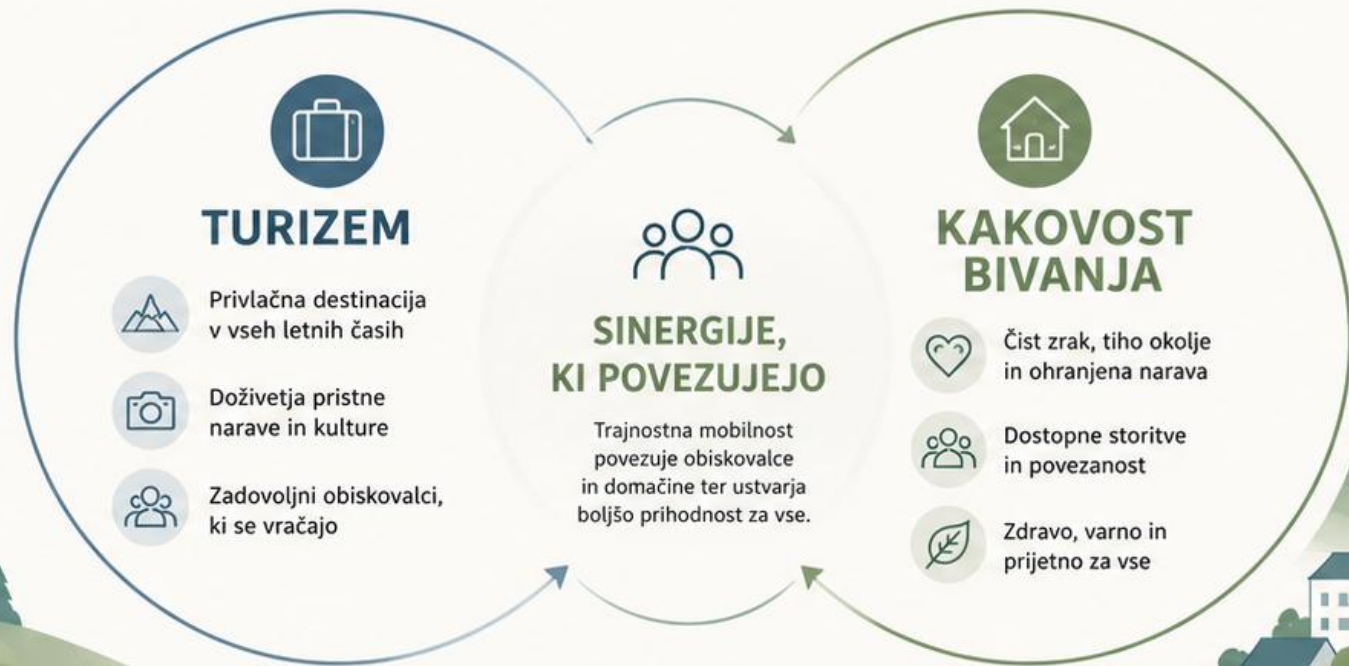 TURIZEM
Privlačna destinacija
v vseh letnih časih
Doživetja pristne
narave in kulture
Zadovoljni obiskovalci,
ki se vračajo
SINERGIJE,
KI POVEZUJEJO
Trajnostna mobilnost
povezuje obiskovalce
in domačine ter ustvarja
boljšo prihodnost za vse.
KAKOVOST
BIVANJA
Čist zrak, tiho okolje
in ohranjena narava
Dostopne storitve
in povezanost
Zdravo, varno in
prijetno za vse